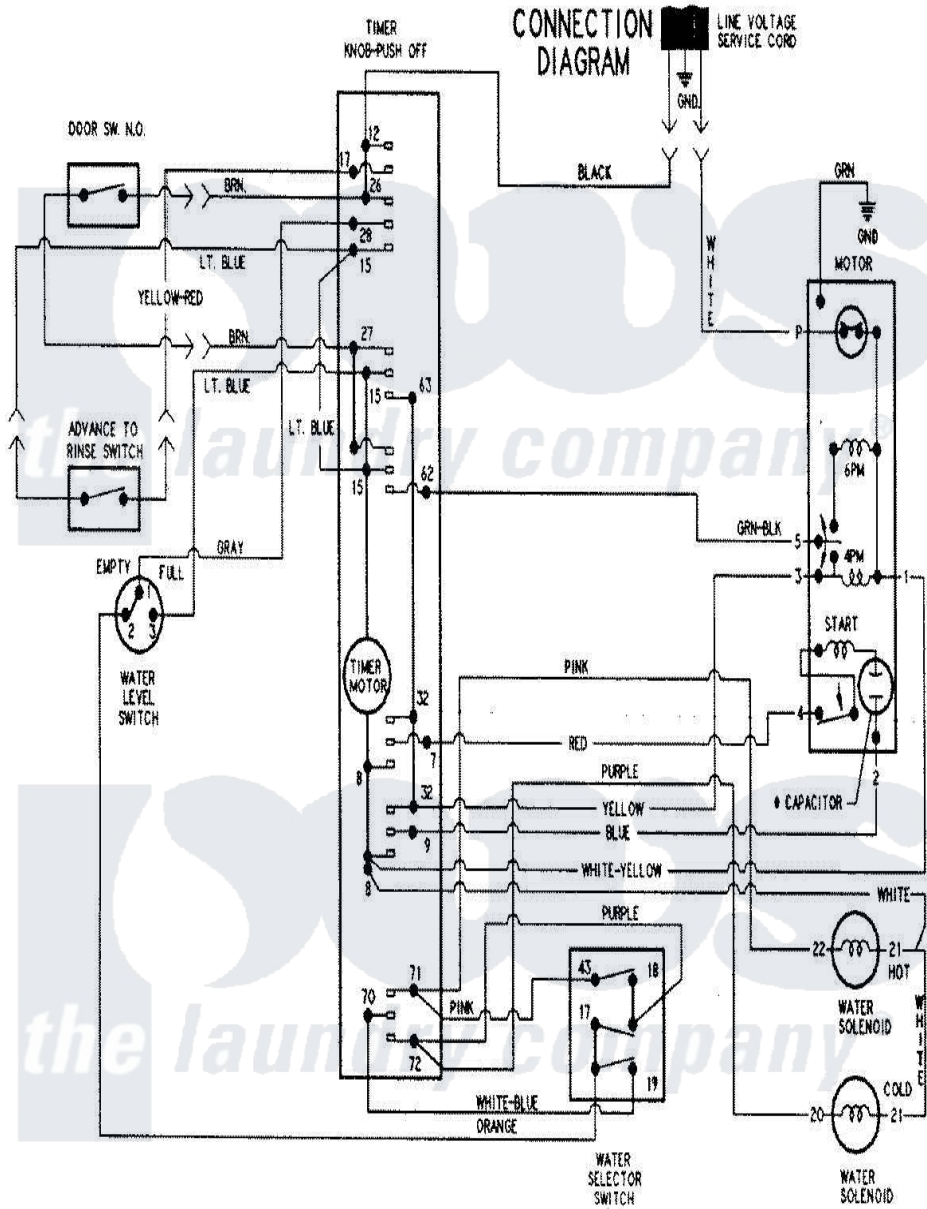 CONNECTION
DIAGRAM
LINE VOLTAGE
SERVICE CORD
TIMER
KNOB-PUSH OFF
GND.
DOOR SW. N.O.
12
17
BLACK
BRN.
26
GRN
28
GND
LT. BLUE
15
WHITE
MOTOR
YELLOW-RED
BRN.
27
P
LT. BLUE
15
63
LT. BLUE
ADVANCE TO
RINSE SWITCH
15
62
6PM
GRN-BLK
5
GRAY
EMPTY
FULL
4PM
3
1
1
2
3
START
WATER
LEVEL
SWITCH
TIMER
MOTOR
PINK
32
4
RED
7
8
PURPLE
2
32
YELLOW
CAPACITOR
BLUE
9
WHITE-YELLOW
8
WHITE
PURPLE
22
21
HOT
43
18
71
70
PINK
17
WATER
SOLENOID
WHITE
72
19
COLD
WHITE-BLUE
ORANGE
20
21
WATER
SELECTOR
SWITCH
WATER
SOLENOID
the laundry company
the laundry company